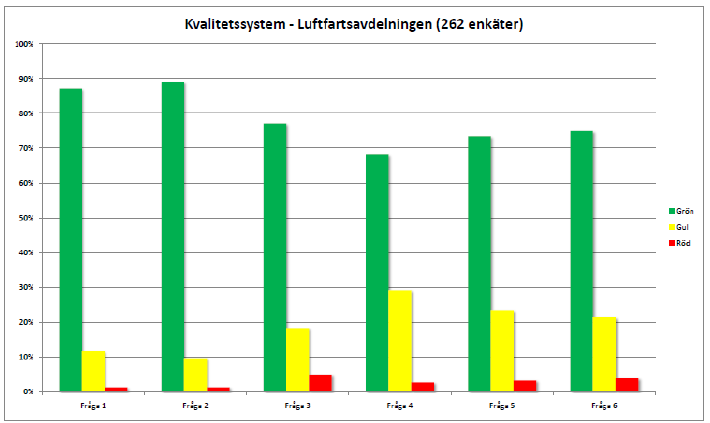 Kvalitetssystem - Luftfartsavdelningen (262 enkäter)
100%
90%
80%
70%
60%
50%
40%
30%
20%
10%
0%
Grön
Gul
Röd
Fråga 1
Fråga 2
Fråga 3
Fråga 4
Fråga 5
Fråga 6